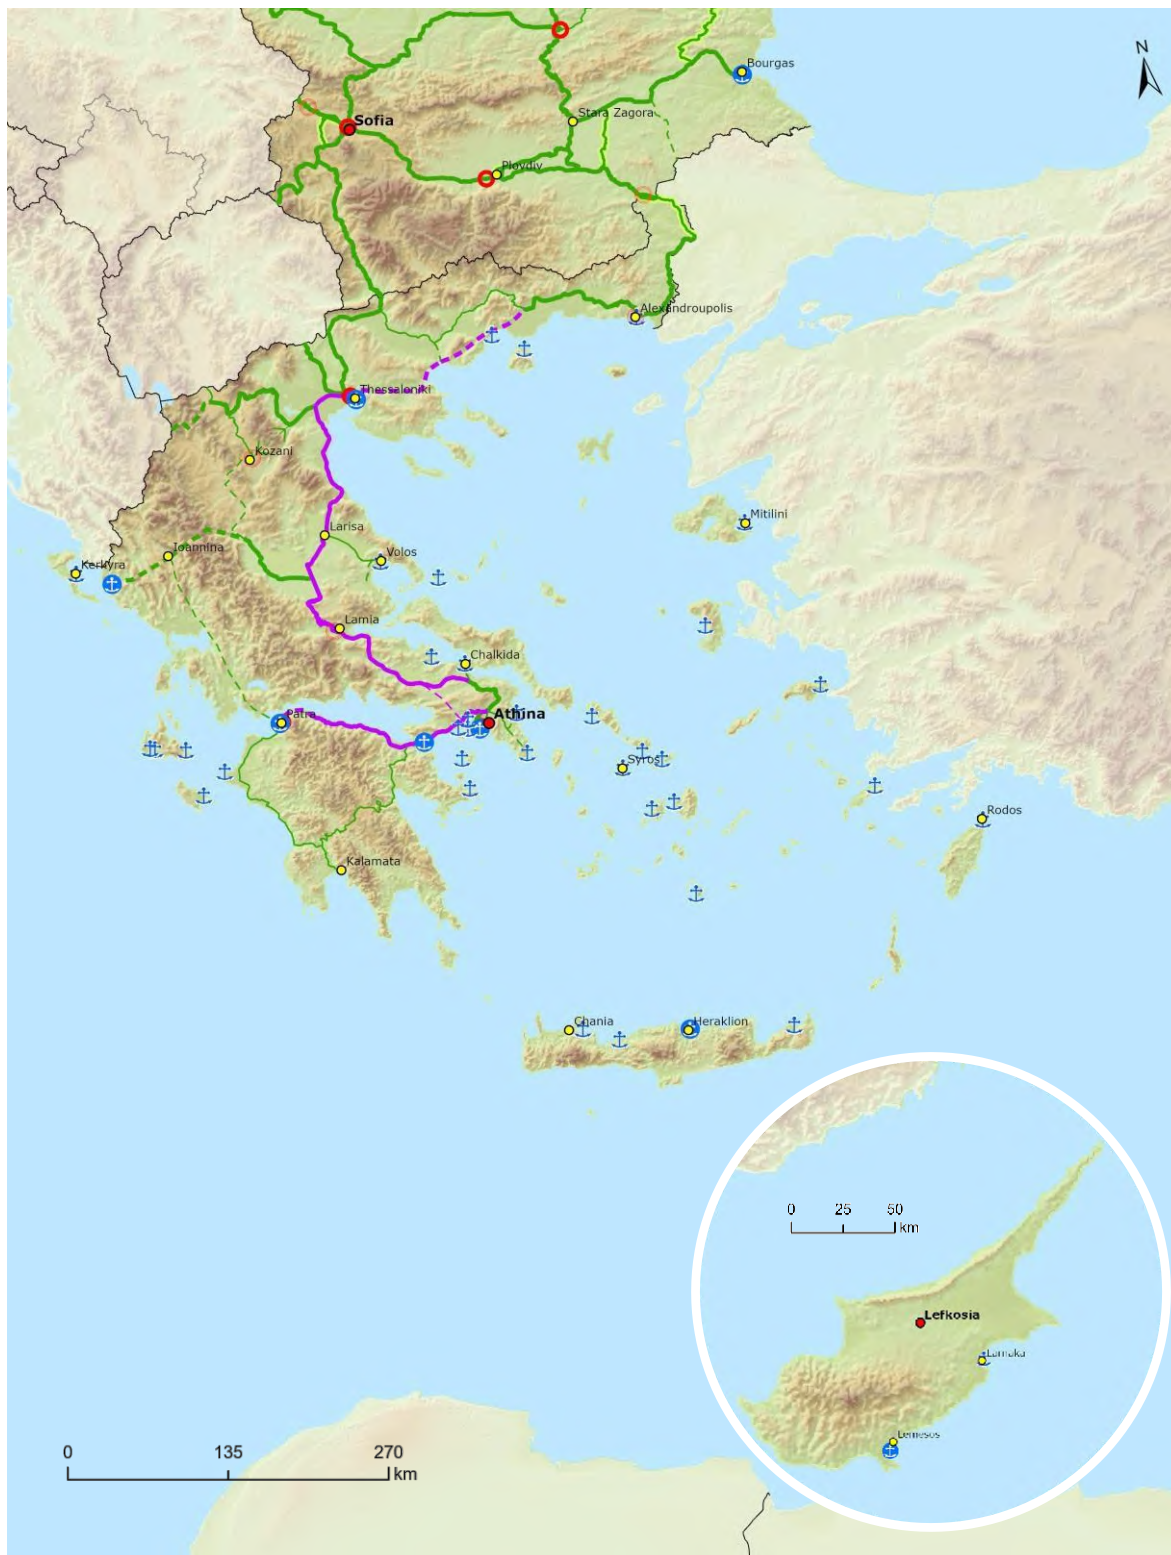 N
Bourgas
Stara Zagora
Sofia
Plovdiv
Alexandroupolis
Thessaloniki
Kozani
Mitilini
Larisa
Ioannina
Volos
Kerkyra
Lamia
Chalkida
Patra
Athina
Syros
Rodos
Kalamata
Chania
Heraklion
0 25 50
km
Lefkosia
Larnaka
Lemesos
0 135 270
km